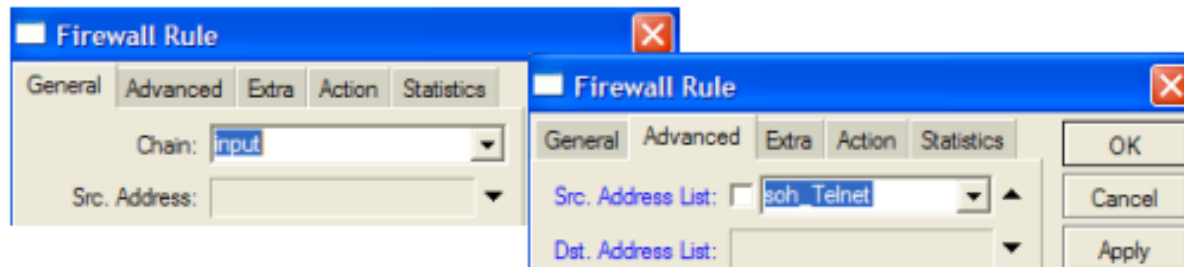 Firewall Rule
General Advanced Extra Action Statistics
Chain: input
Src. Address:
Firewall Rule
General Advanced Extra Action Statistics
Src. Address List: soh_Telnet
Dst. Address List:
OK
Cancel
Apply